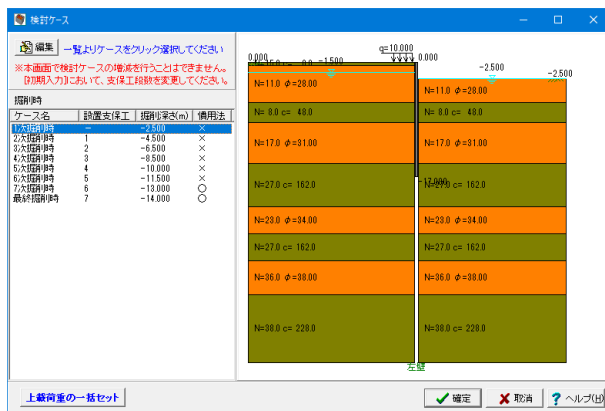 検討ケース
編集 一覧よりケースをクリック選択してください
※本画面で検討ケースの増減を行うことはできません。
[初期入力]において、支保工段数を変更してください。
掘削時
ケース名 設置支保工 掘削深さ(m) 慣用法
1次掘削時 － -2.500 ×
2次掘削時 1 -4.500 ×
3次掘削時 2 -6.500 ×
4次掘削時 3 -8.500 ×
5次掘削時 4 -10.000 ×
6次掘削時 5 -11.500 ×
7次掘削時 6 -13.000 ○
最終掘削時 7 -14.000 ○
q=10.000
0.000 -1.500 0.000
-2.500 -2.500
N=11.0 φ=28.00 N=11.0 φ=28.00
N= 8.0 c= 48.0 N= 8.0 c= 48.0
N=17.0 φ=31.00 N=17.0 φ=31.00
-17.000
N=27.0 c= 162.0 N=27.0 c= 162.0
N=23.0 φ=34.00 N=23.0 φ=34.00
N=27.0 c= 162.0 N=27.0 c= 162.0
N=36.0 φ=38.00 N=36.0 φ=38.00
N=38.0 c= 228.0 N=38.0 c= 228.0
左壁
上載荷重の一括セット 確定 取消 ヘルプ(H)